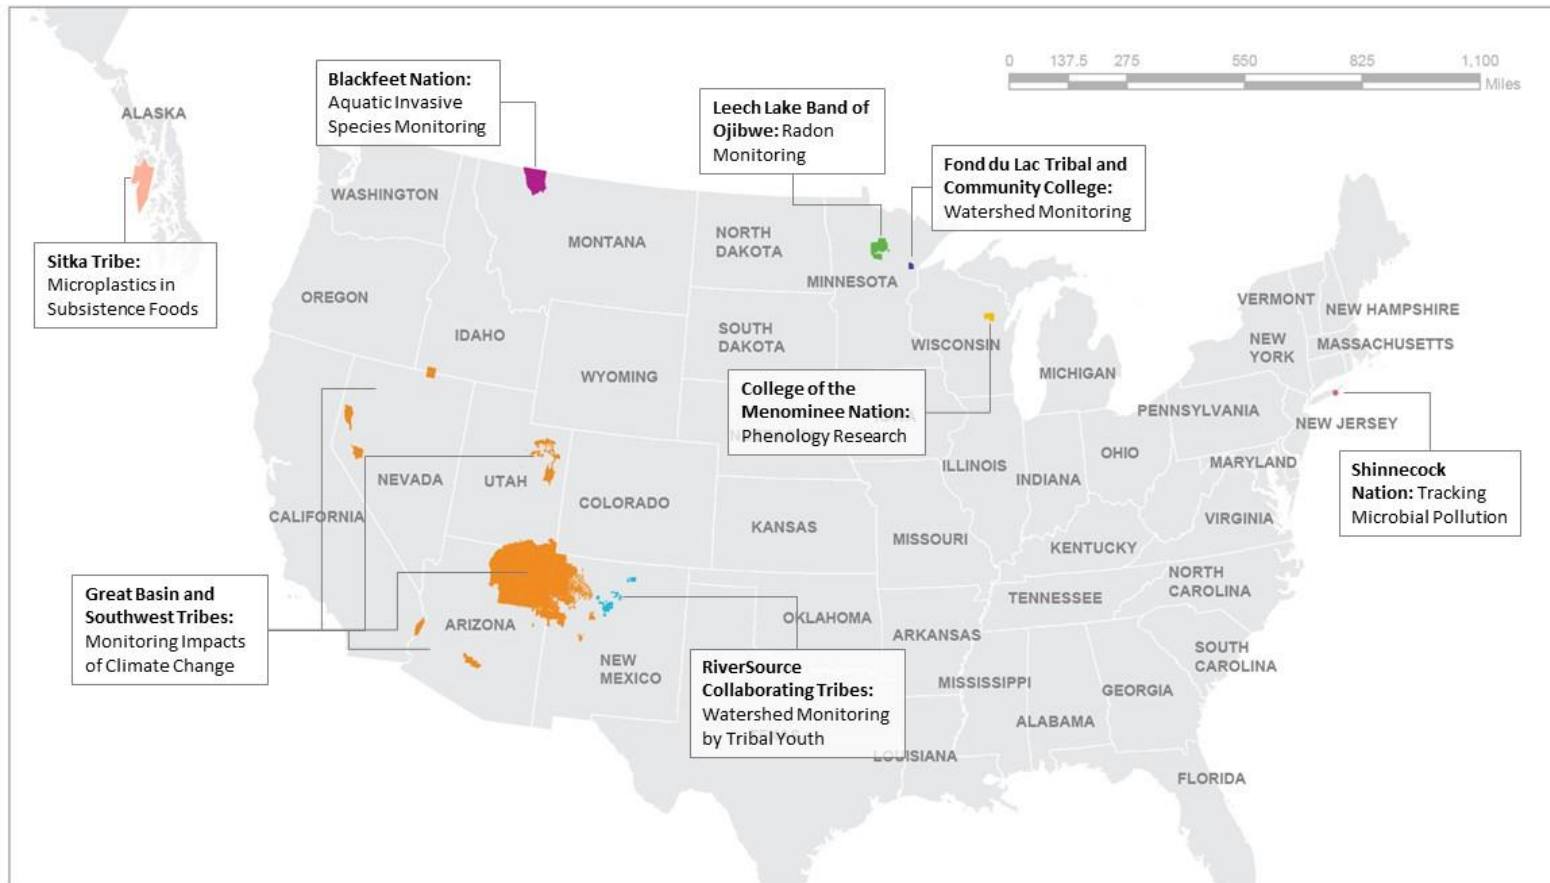 0 137.5 275 550 825 1,100
Miles
ALASKA
Blackfeet Nation:
Aquatic Invasive
Species Monitoring
Leech Lake Band of
Ojibwe: Radon
Monitoring
Fond du Lac Tribal and
Community College:
Watershed Monitoring
WASHINGTON
MONTANA
NORTH
DAKOTA
MINNESOTA
Sitka Tribe:
Microplastics in
Subsistence Foods
OREGON
IDAHO
SOUTH
DAKOTA
WISCONSIN
VERMONT
NEW HAMPSHIRE
NEW
YORK
MASSACHUSETTS
WYOMING
MICHIGAN
College of the
Menominee Nation:
Phenology Research
PENNSYLVANIA
NEW JERSEY
NEVADA
UTAH
COLORADO
ILLINOIS
INDIANA
OHIO
MARYLAND
Shinnecock
Nation: Tracking
Microbial Pollution
CALIFORNIA
KANSAS
MISSOURI
KENTUCKY
VIRGINIA
Great Basin and
Southwest Tribes:
Monitoring Impacts
of Climate Change
ARIZONA
NEW
MEXICO
OKLAHOMA
ARKANSAS
TENNESSEE
NORTH
CAROLINA
SOUTH
CAROLINA
RiverSource
Collaborating Tribes:
Watershed Monitoring
by Tribal Youth
MISSISSIPPI
ALABAMA
GEORGIA
LOUISIANA
FLORIDA